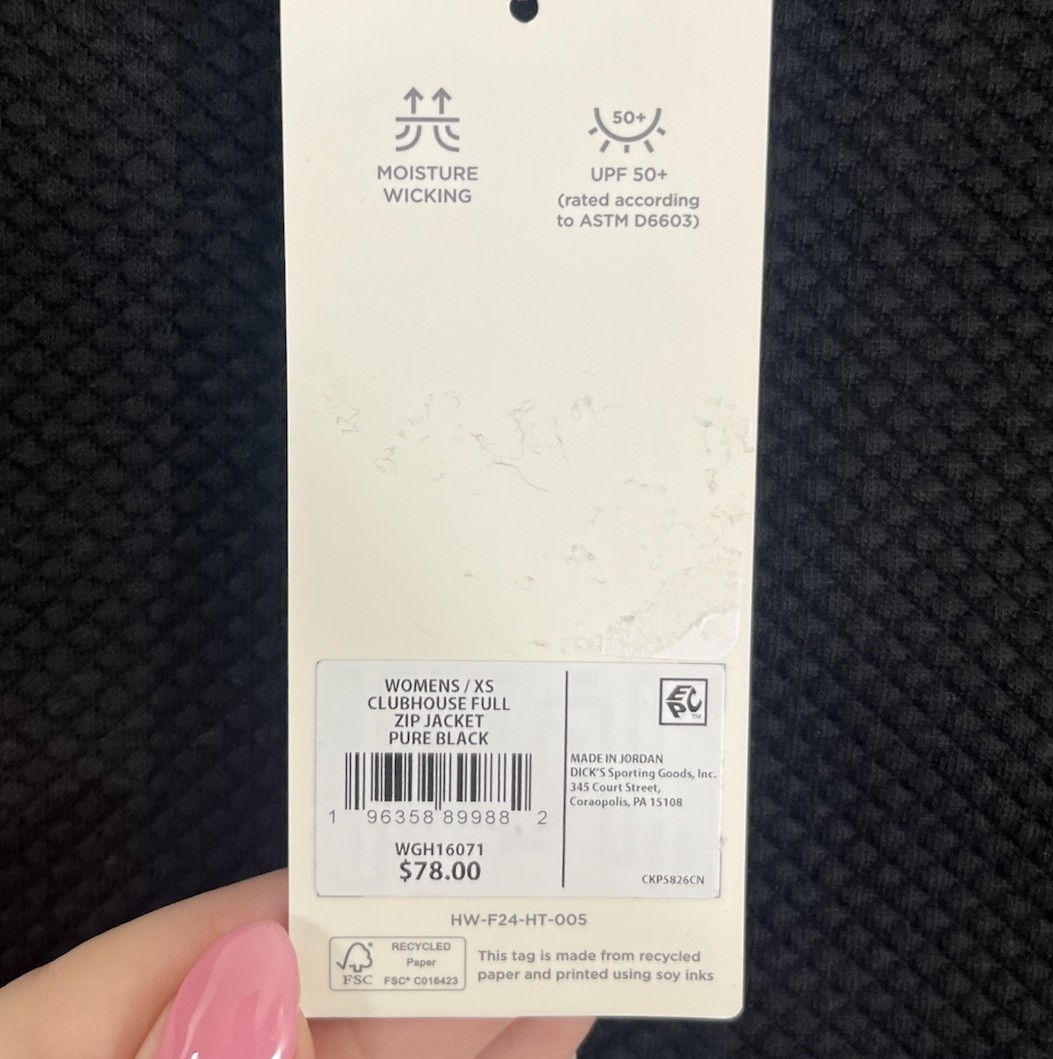 MOISTURE
WICKING
50+
UPF 50+
(rated according
to ASTM D6603)
WOMENS / XS
CLUBHOUSE FULL
ZIP JACKET
PURE BLACK
1 96358 89988 2
WGH16071
$78.00
EPC
TM
MADE IN JORDAN
DICK'S Sporting Goods, Inc.
345 Court Street,
Coraopolis, PA 15108
CKP5826CN
HW-F24-HT-005
FSC
RECYCLED
Paper
FSC® C016423
This tag is made from recycled
paper and printed using soy inks